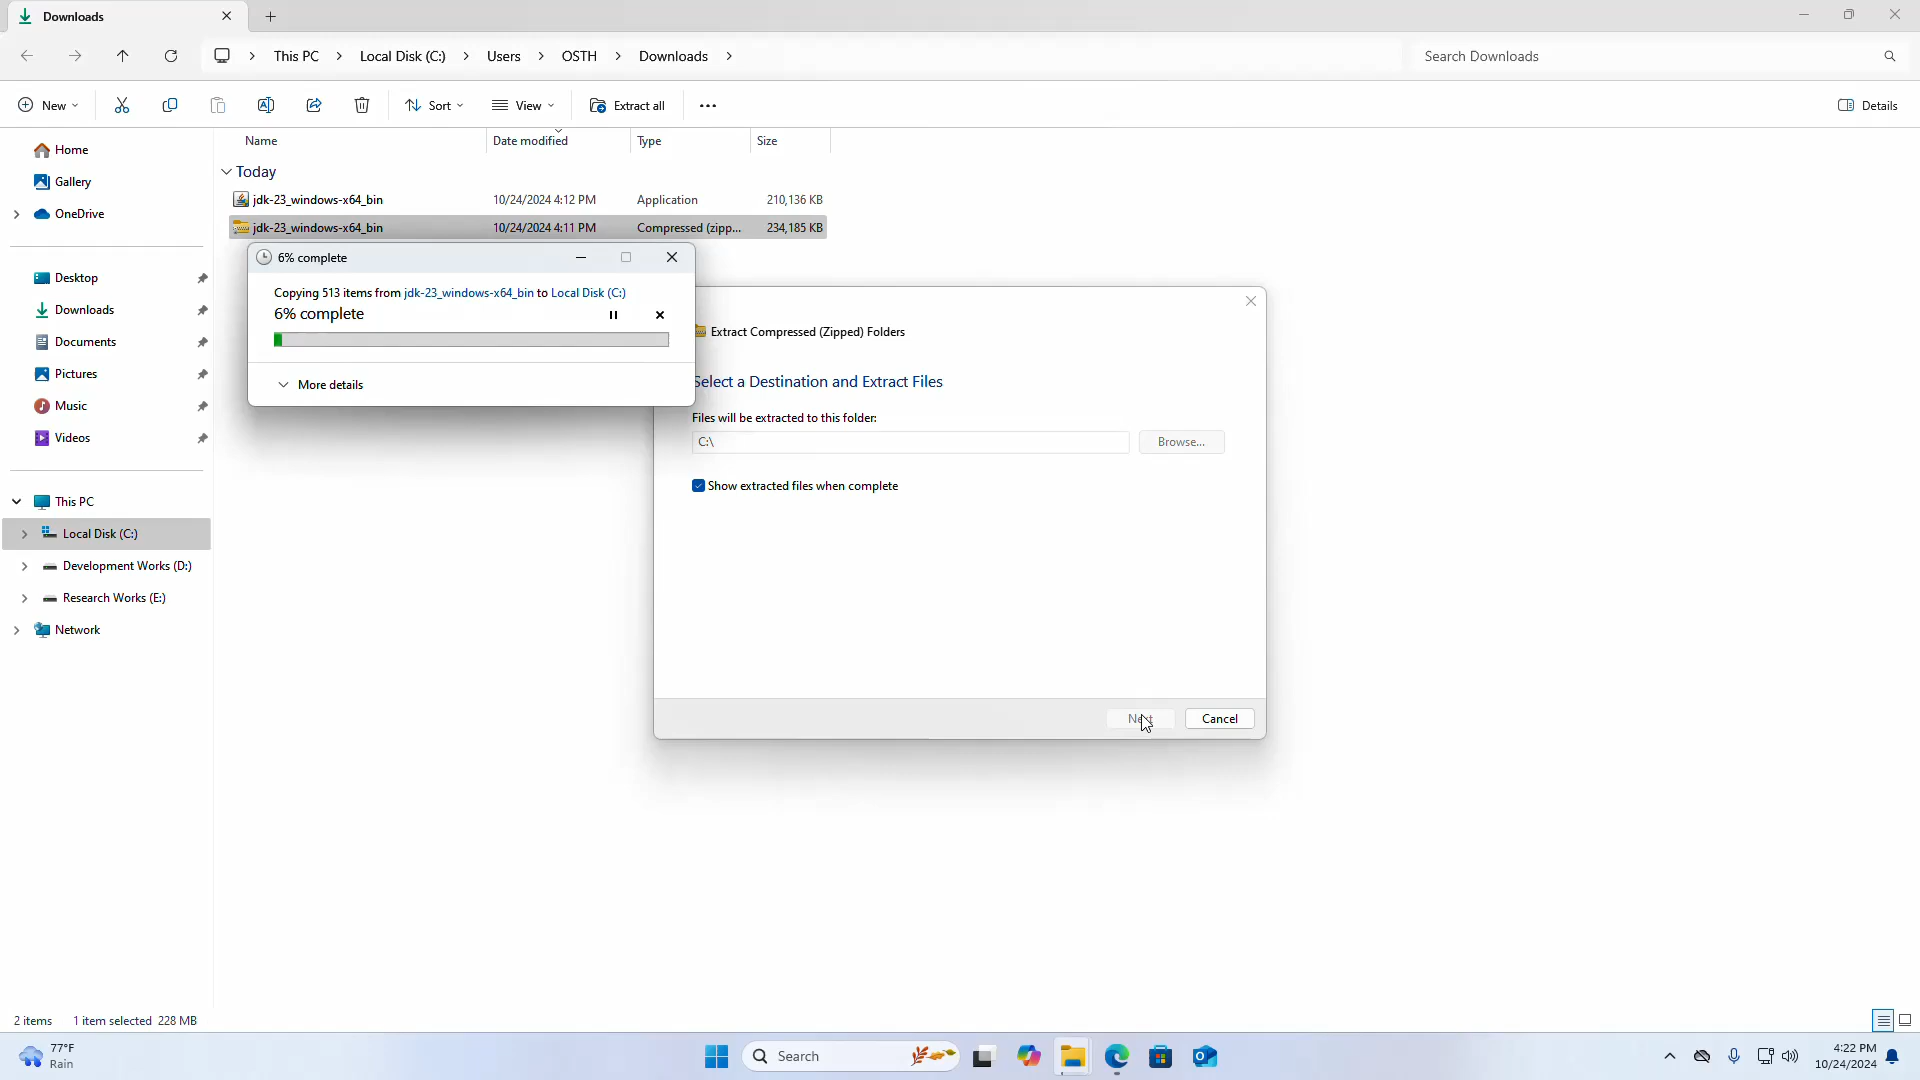 Downloads
This PC
Local Disk (C:)
Users
OSTH
Downloads
Search Downloads
New
Sort
View
Extract all
Details
Home
Gallery
OneDrive
Desktop
Downloads
Documents
Pictures
Music
Videos
This PC
Local Disk (C:)
Development Works (D:)
Research Works (E:)
Network
Name Date modified Type Size
Today
jdk-23_windows-x64_bin 10/24/2024 4:12 PM Application 210,136 KB
jdk-23_windows-x64_bin 10/24/2024 4:11 PM Compressed (zipp... 234,185 KB
6% complete
Copying 513 items from jdk-23_windows-x64_bin to Local Disk (C:)
6% complete
More details
Extract Compressed (Zipped) Folders
Select a Destination and Extract Files
Files will be extracted to this folder:
C:\
Browse...
Show extracted files when complete
Next
Cancel
2 items 1 item selected 228 MB
77°F
Rain
Search
4:22 PM
10/24/2024